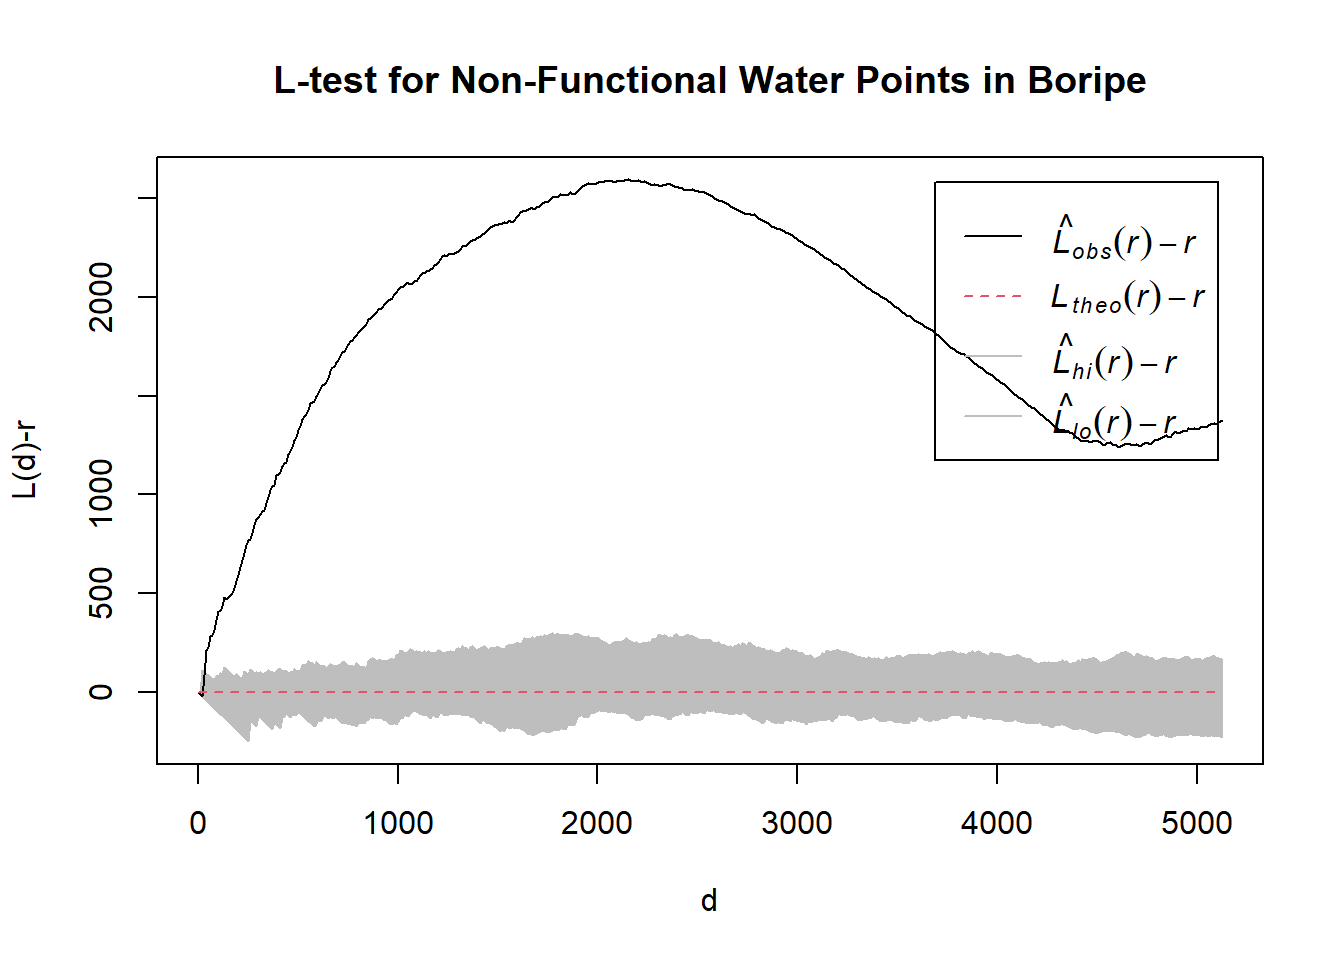 L-test for Non-Functional Water Points in Boripe
L̂obs(r) – r
Ltheo(r) – r
L̂hi(r) – r
L̂lo(r) – r
L(d)-r
2000
1000
500
0
0 1000 2000 3000 4000 5000
d